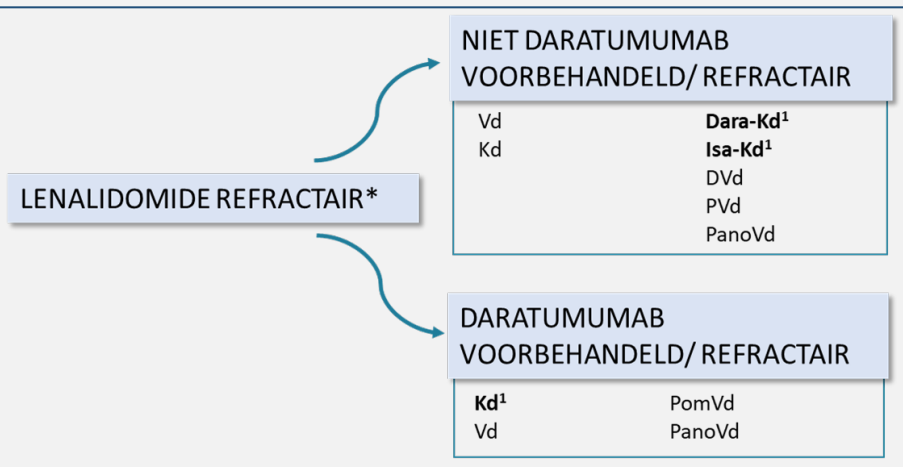 NIET DARATUMUMAB
VOORBEHANDELD/ REFRACTAIR
Vd Dara-Kd¹
Kd Isa-Kd¹
DVd
PVd
PanoVd
LENALIDOMIDE REFRACTAIR*
DARATUMUMAB
VOORBEHANDELD/ REFRACTAIR
Kd¹ PomVd
Vd PanoVd